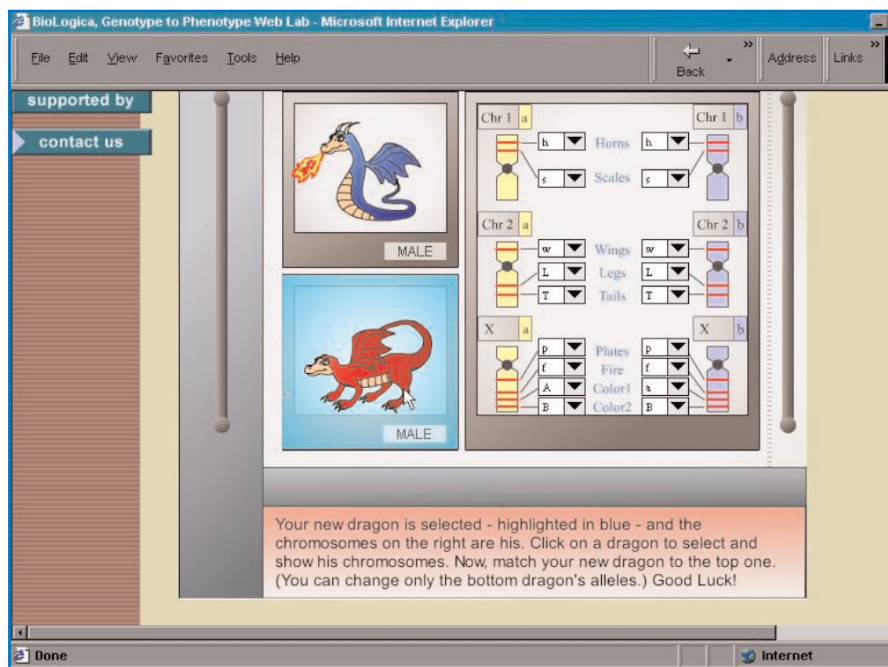 BioLogica, Genotype to Phenotype Web Lab - Microsoft Internet Explorer
File Edit View Favorites Tools Help
Back
Address
Links
supported by
contact us
MALE
MALE
Chr 1 a Chr 1 b
h Horns h
s Scales s
Chr 2 a Chr 2 b
w Wings w
L Legs L
T Tails T
X a X b
p Plates p
f Fire f
A Color1 a
B Color2 B
Your new dragon is selected - highlighted in blue - and the
chromosomes on the right are his. Click on a dragon to select and
show his chromosomes. Now, match your new dragon to the top one.
(You can change only the bottom dragon's alleles.) Good Luck!
Done
Internet